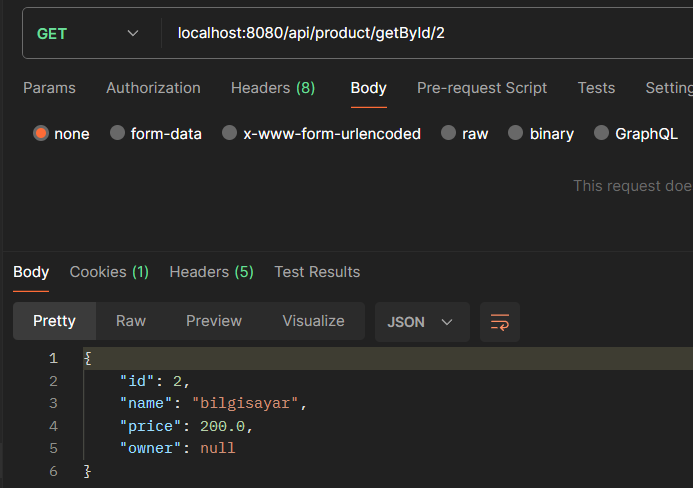 GET localhost:8080/api/product/getById/2
Params Authorization Headers (8) Body Pre-request Script Tests Setting
none form-data x-www-form-urlencoded raw binary GraphQL
This request doe
Body Cookies (1) Headers (5) Test Results
Pretty Raw Preview Visualize JSON
1 {
2 "id": 2,
3 "name": "bilgisayar",
4 "price": 200.0,
5 "owner": null
6 }